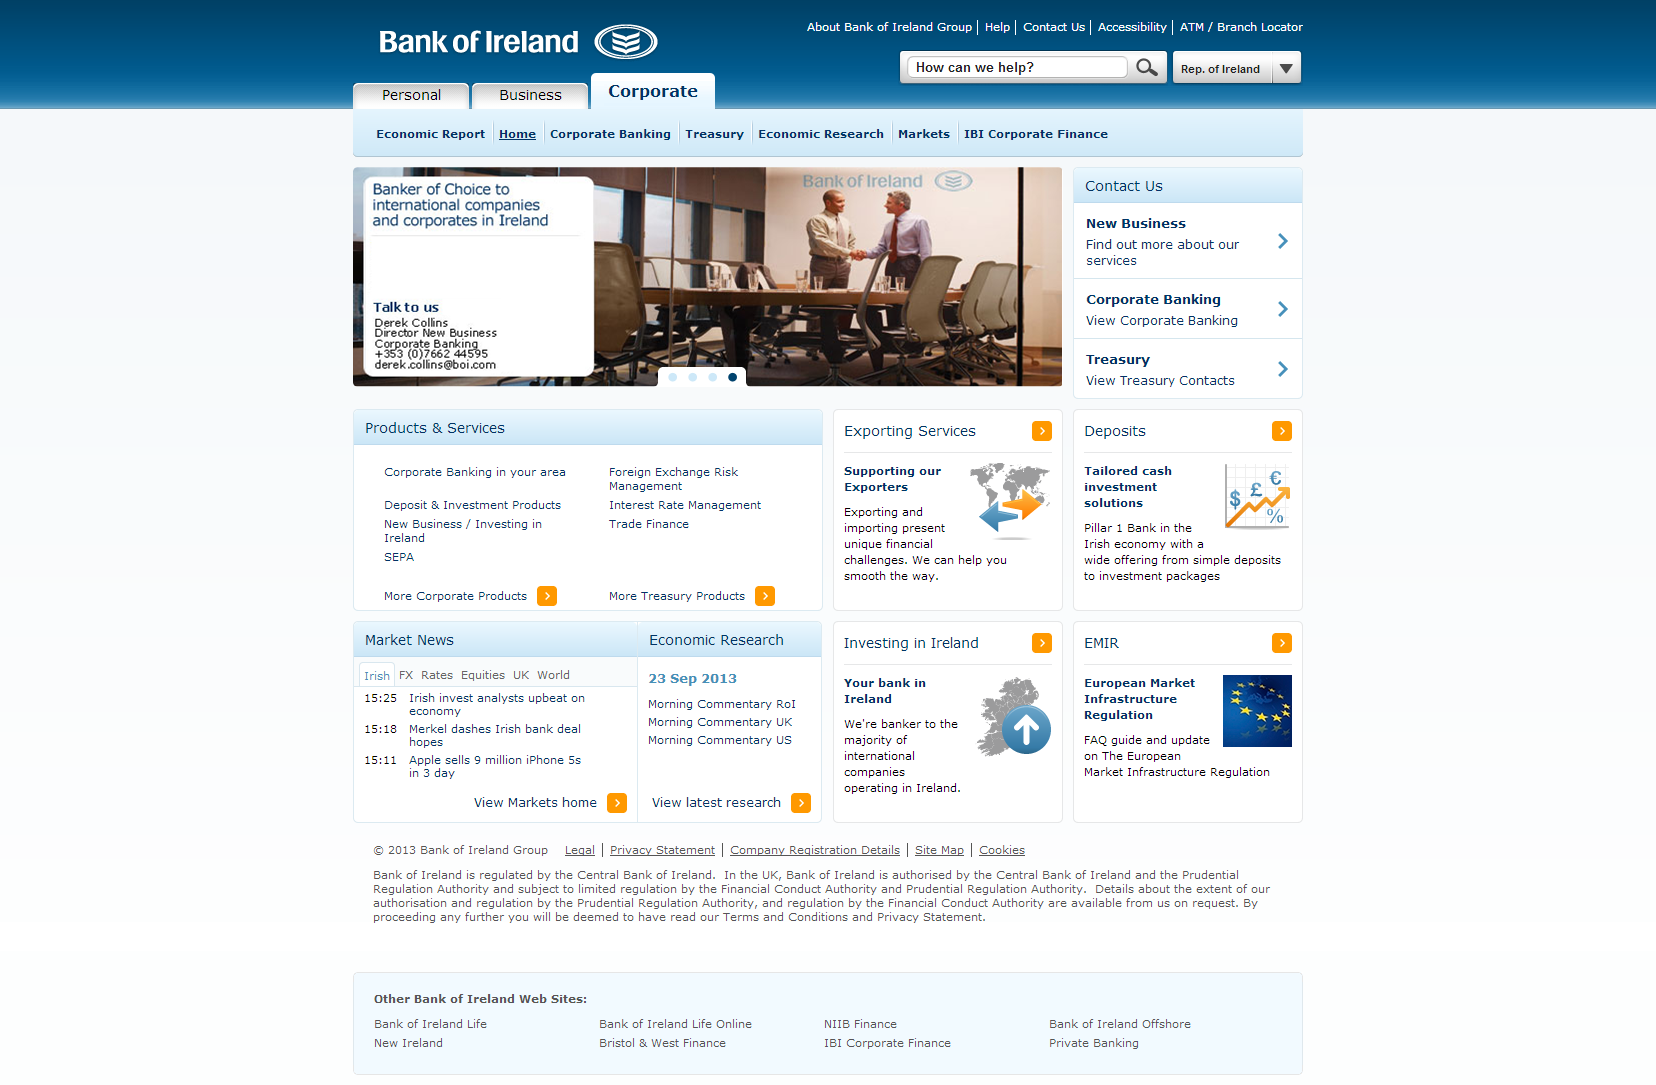 About Bank of Ireland Group | Help | Contact Us | Accessibility | ATM / Branch Locator
Bank of Ireland
How can we help?
Rep. of Ireland
Personal
Business
Corporate
Economic Report
Home
Corporate Banking
Treasury
Economic Research
Markets
IBI Corporate Finance
Banker of Choice to
international companies
and corporates in Ireland
Talk to us
Derek Collins
Director New Business
Corporate Banking
+353 (0)7662 44595
derek.collins@boi.com
Bank of Ireland
Contact Us
New Business
Find out more about our
services
Corporate Banking
View Corporate Banking
Treasury
View Treasury Contacts
Products & Services
Corporate Banking in your area
Foreign Exchange Risk
Management
Deposit & Investment Products
Interest Rate Management
New Business / Investing in
Ireland
Trade Finance
SEPA
More Corporate Products
More Treasury Products
Exporting Services
Supporting our
Exporters
Exporting and
importing present
unique financial
challenges. We can help you
smooth the way.
Deposits
Tailored cash
investment
solutions
$ £ € %
Pillar 1 Bank in the
Irish economy with a
wide offering from simple deposits
to investment packages
Market News
Irish FX Rates Equities UK World
15:25 Irish invest analysts upbeat on
economy
15:18 Merkel dashes Irish bank deal
hopes
15:11 Apple sells 9 million iPhone 5s
in 3 day
View Markets home
Economic Research
23 Sep 2013
Morning Commentary RoI
Morning Commentary UK
Morning Commentary US
View latest research
Investing in Ireland
Your bank in
Ireland
We're banker to the
majority of
international
companies
operating in Ireland.
EMIR
European Market
Infrastructure
Regulation
FAQ guide and update
on The European
Market Infrastructure Regulation
© 2013 Bank of Ireland Group Legal | Privacy Statement | Company Registration Details | Site Map | Cookies
Bank of Ireland is regulated by the Central Bank of Ireland. In the UK, Bank of Ireland is authorised by the Central Bank of Ireland and the Prudential
Regulation Authority and subject to limited regulation by the Financial Conduct Authority and Prudential Regulation Authority. Details about the extent of our
authorisation and regulation by the Prudential Regulation Authority, and regulation by the Financial Conduct Authority are available from us on request. By
proceeding any further you will be deemed to have read our Terms and Conditions and Privacy Statement.
Other Bank of Ireland Web Sites:
Bank of Ireland Life
Bank of Ireland Life Online
NIIB Finance
Bank of Ireland Offshore
New Ireland
Bristol & West Finance
IBI Corporate Finance
Private Banking